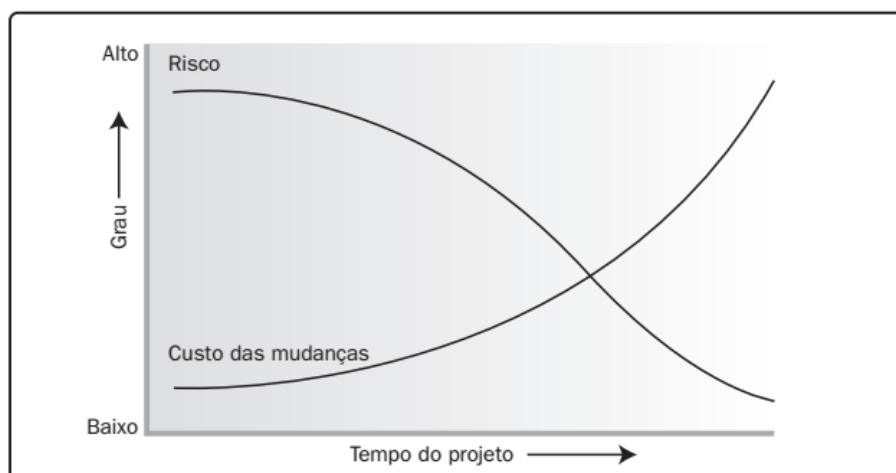 Alto
Risco
Grau
Custo das mudanças
Baixo
Tempo do projeto